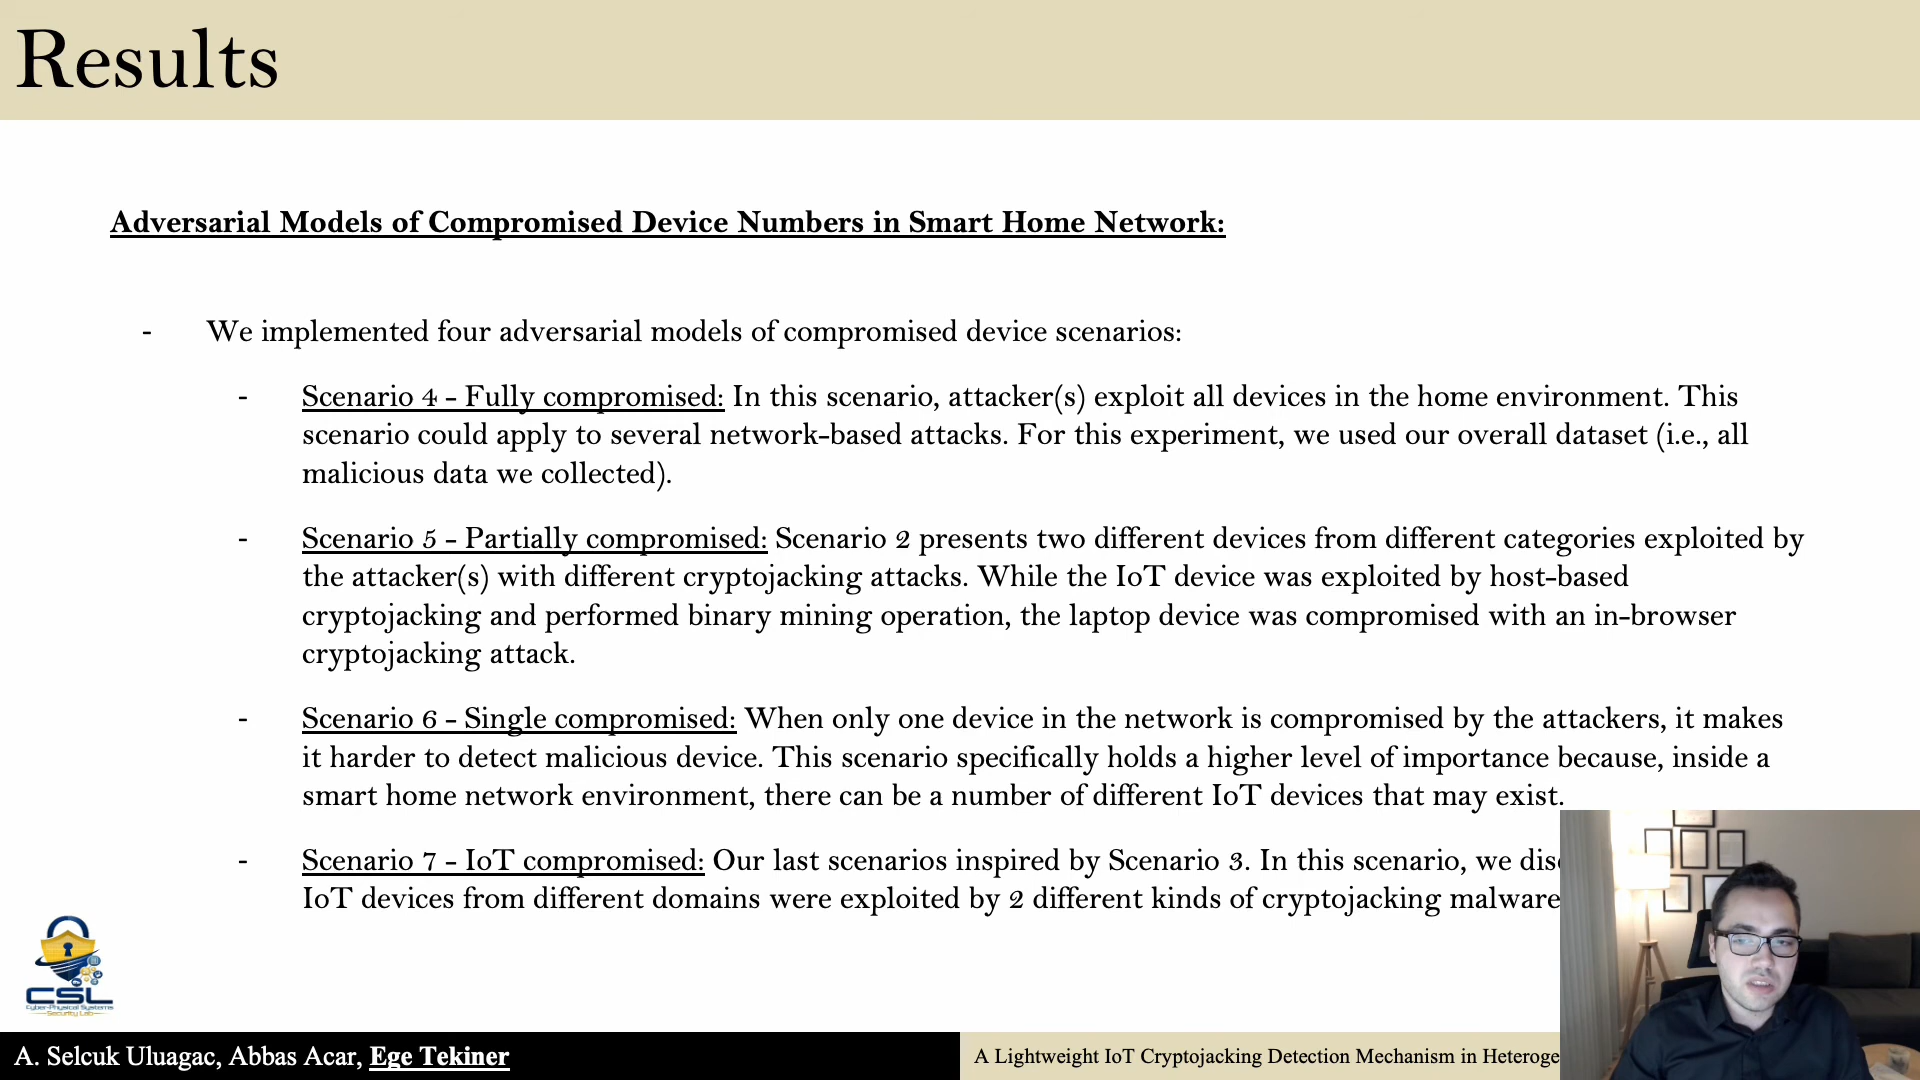 Results
Adversarial Models of Compromised Device Numbers in Smart Home Network:
- We implemented four adversarial models of compromised device scenarios:
- Scenario 4 - Fully compromised: In this scenario, attacker(s) exploit all devices in the home environment. This
scenario could apply to several network-based attacks. For this experiment, we used our overall dataset (i.e., all
malicious data we collected).
- Scenario 5 - Partially compromised: Scenario 2 presents two different devices from different categories exploited by
the attacker(s) with different cryptojacking attacks. While the IoT device was exploited by host-based
cryptojacking and performed binary mining operation, the laptop device was compromised with an in-browser
cryptojacking attack.
- Scenario 6 - Single compromised: When only one device in the network is compromised by the attackers, it makes
it harder to detect malicious device. This scenario specifically holds a higher level of importance because, inside a
smart home network environment, there can be a number of different IoT devices that may exist.
- Scenario 7 - IoT compromised: Our last scenarios inspired by Scenario 3. In this scenario, we
IoT devices from different domains were exploited by 2 different kinds of cryptojacking malware
CSL
Cyber-Physical Systems
Security Lab
A. Selcuk Uluagac, Abbas Acar, Ege Tekiner
A Lightweight IoT Cryptojacking Detection Mechanism in